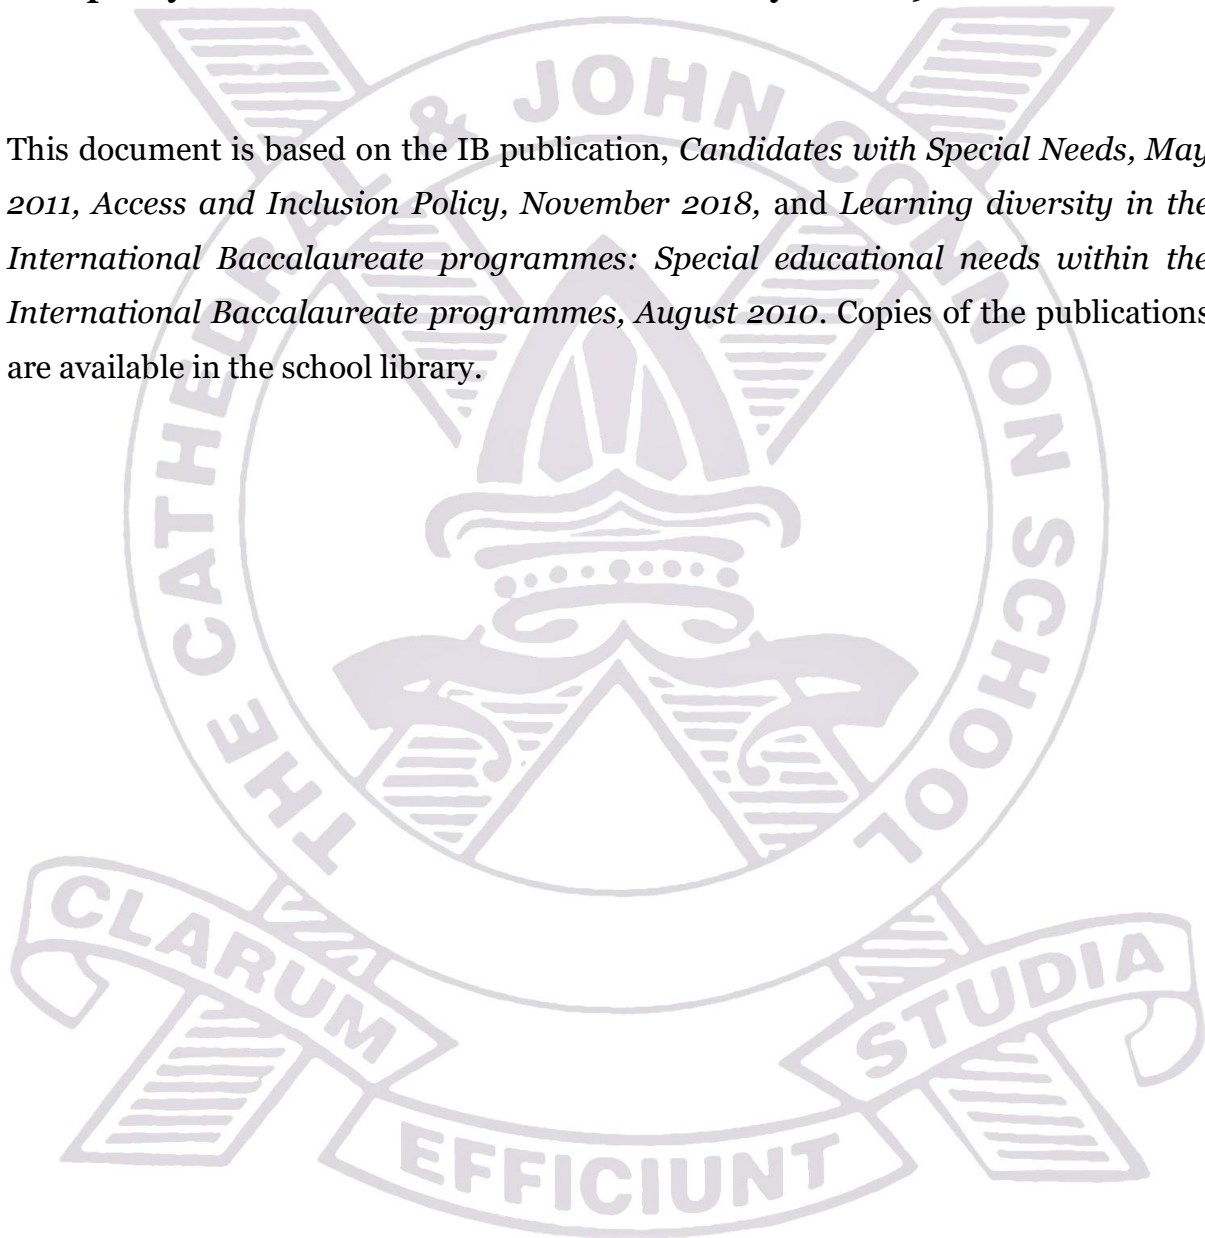 This document is based on the IB publication, Candidates with Special Needs, May
2011, Access and Inclusion Policy, November 2018, and Learning diversity in the
International Baccalaureate programmes: Special educational needs within the
International Baccalaureate programmes, August 2010. Copies of the publications
are available in the school library.
THE CATHEDRAL & JOHN CONNON SCHOOL
CLARUM
EFFICIUNT
STUDIA